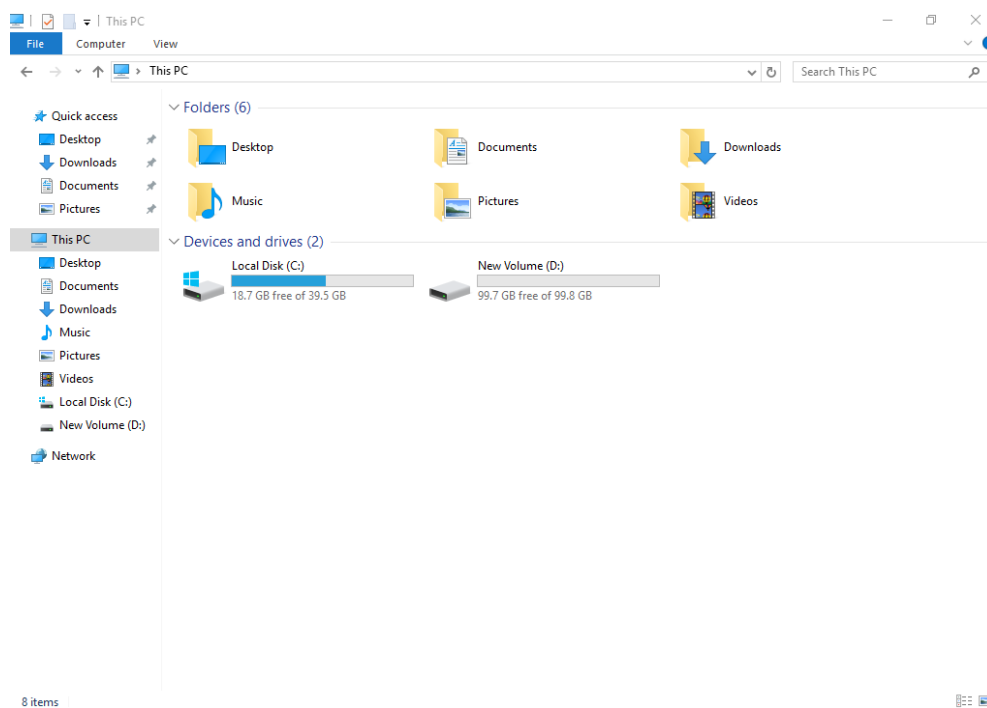 This PC
File Computer View
This PC
Search This PC
Quick access
Desktop
Downloads
Documents
Pictures
This PC
Desktop
Documents
Downloads
Music
Pictures
Videos
Local Disk (C:)
New Volume (D:)
Network
Folders (6)
Desktop Documents Downloads
Music Pictures Videos
Devices and drives (2)
Local Disk (C:)
18.7 GB free of 39.5 GB
New Volume (D:)
99.7 GB free of 99.8 GB
8 items